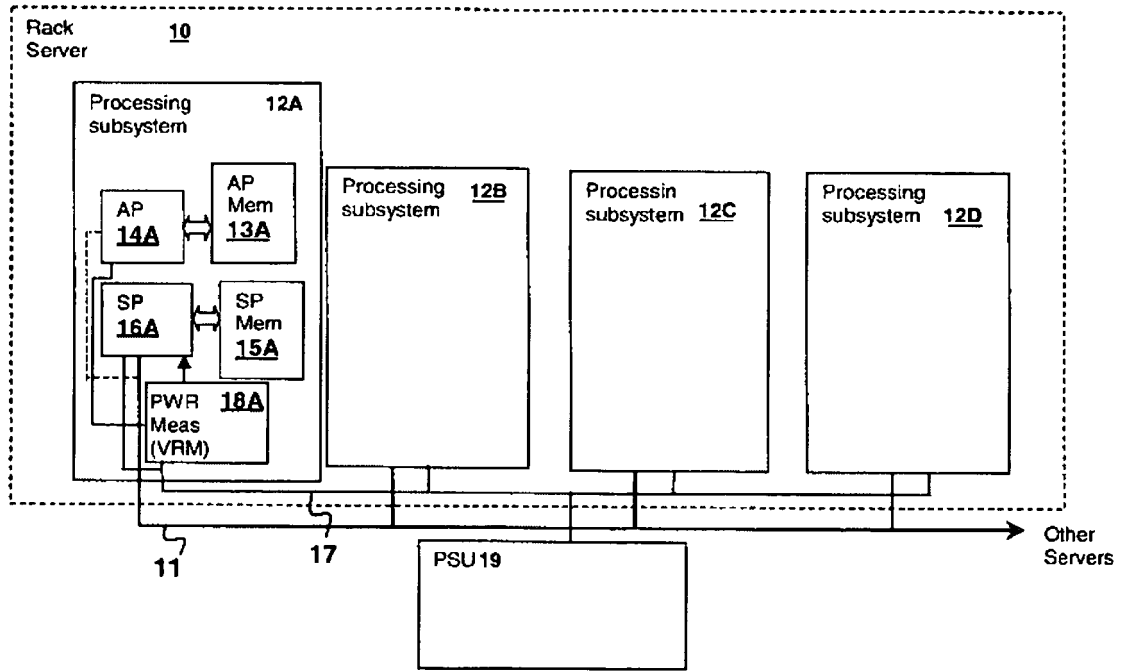 Rack 10
Server
Processing 12A
subsystem
AP
14A
AP
Mem
13A
SP
16A
SP
Mem
15A
PWR 18A
Meas
(VRM)
Processing 12B
subsystem
Processin
subsystem 12C
Processing
subsystem 12D
11
17
PSU 19
Other
Servers